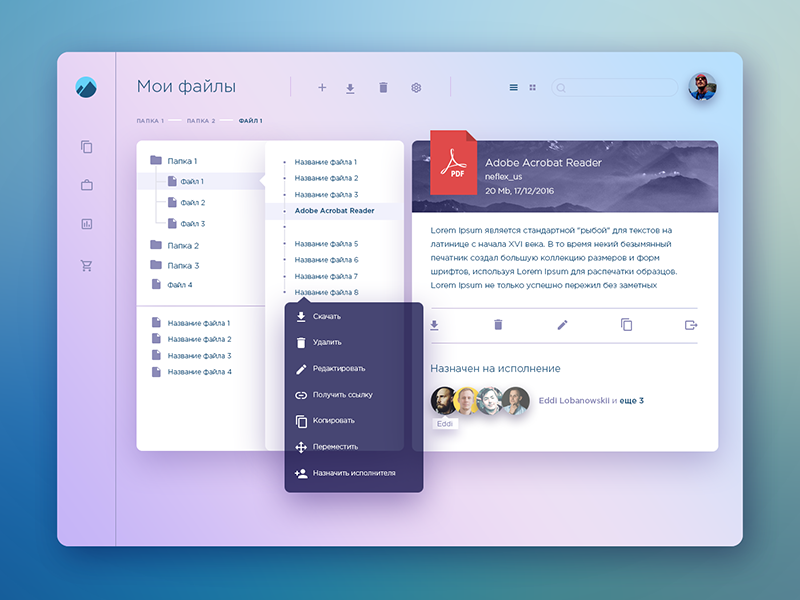 Мои файлы
ПАПКА 1 ПАПКА 2 ФАЙЛ 1
Папка 1
Файл 1
Файл 2
Файл 3
Папка 2
Папка 3
Файл 4
Название файла 1
Название файла 2
Название файла 3
Название файла 4
Название файла 1
Название файла 2
Название файла 3
Adobe Acrobat Reader
Название файла 5
Название файла 6
Название файла 7
Название файла 8
Скачать
Удалить
Редактировать
Получить ссылку
Копировать
Переместить
Назначить исполнителя
PDF
Adobe Acrobat Reader
neflex_us
20 Mb, 17/12/2016
Lorem Ipsum является стандартной "рыбой" для текстов на
латинице с начала XVI века. В то время некий безымянный
печатник создал большую коллекцию размеров и форм
шрифтов, используя Lorem Ipsum для распечатки образцов.
Lorem Ipsum не только успешно пережил без заметных
Назначен на исполнение
Eddi Lobanowskii и еще 3
Eddi